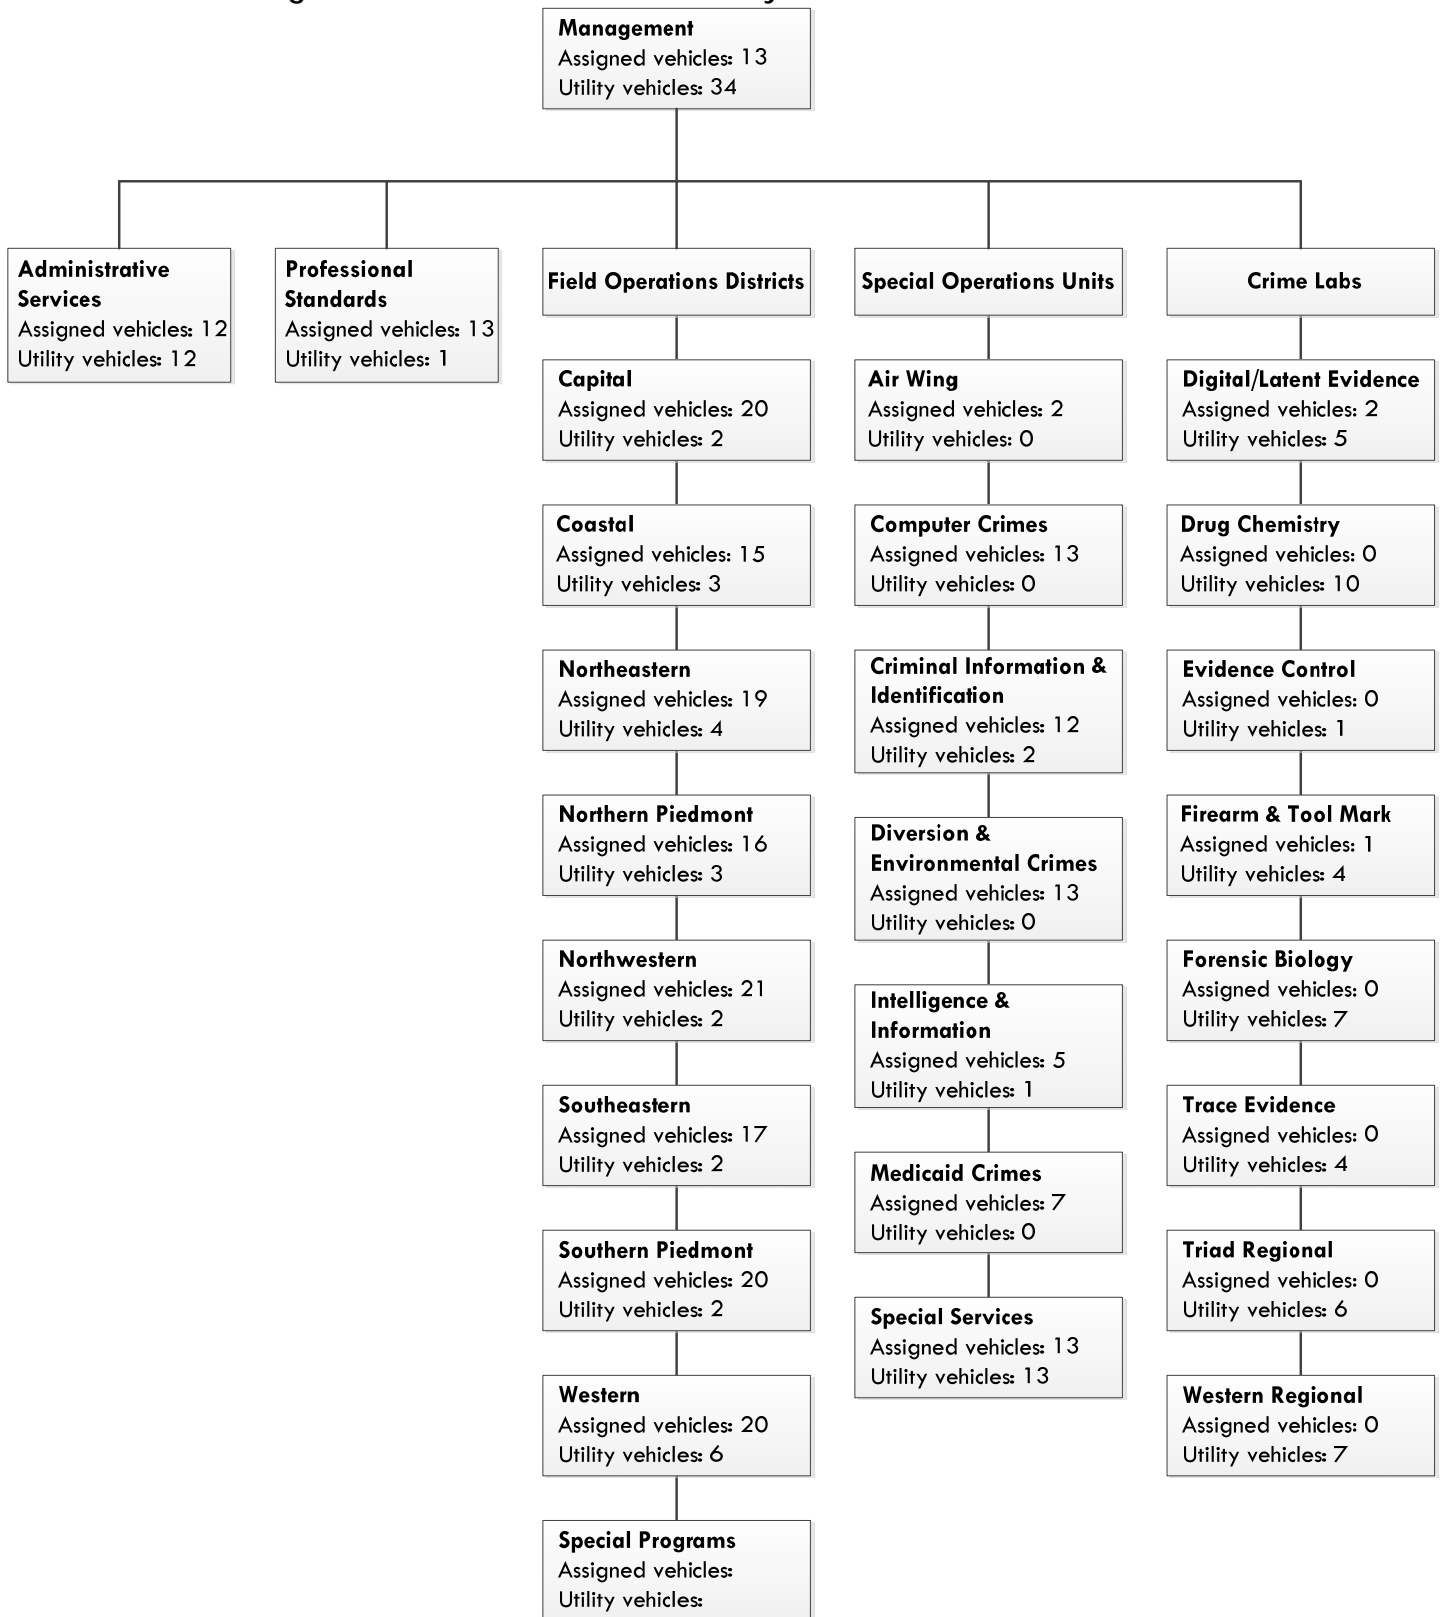 Management
Assigned vehicles: 13
Utility vehicles: 34
Administrative
Services
Assigned vehicles: 12
Utility vehicles: 12
Professional
Standards
Assigned vehicles: 13
Utility vehicles: 1
Field Operations Districts
Capital
Assigned vehicles: 20
Utility vehicles: 2
Coastal
Assigned vehicles: 15
Utility vehicles: 3
Northeastern
Assigned vehicles: 19
Utility vehicles: 4
Northern Piedmont
Assigned vehicles: 16
Utility vehicles: 3
Northwestern
Assigned vehicles: 21
Utility vehicles: 2
Southeastern
Assigned vehicles: 17
Utility vehicles: 2
Southern Piedmont
Assigned vehicles: 20
Utility vehicles: 2
Western
Assigned vehicles: 20
Utility vehicles: 6
Special Programs
Assigned vehicles:
Utility vehicles:
Special Operations Units
Air Wing
Assigned vehicles: 2
Utility vehicles: 0
Computer Crimes
Assigned vehicles: 13
Utility vehicles: 0
Criminal Information &
Identification
Assigned vehicles: 12
Utility vehicles: 2
Diversion &
Environmental Crimes
Assigned vehicles: 13
Utility vehicles: 0
Intelligence &
Information
Assigned vehicles: 5
Utility vehicles: 1
Medicaid Crimes
Assigned vehicles: 7
Utility vehicles: 0
Special Services
Assigned vehicles: 13
Utility vehicles: 13
Crime Labs
Digital/Latent Evidence
Assigned vehicles: 2
Utility vehicles: 5
Drug Chemistry
Assigned vehicles: 0
Utility vehicles: 10
Evidence Control
Assigned vehicles: 0
Utility vehicles: 1
Firearm & Tool Mark
Assigned vehicles: 1
Utility vehicles: 4
Forensic Biology
Assigned vehicles: 0
Utility vehicles: 7
Trace Evidence
Assigned vehicles: 0
Utility vehicles: 4
Triad Regional
Assigned vehicles: 0
Utility vehicles: 6
Western Regional
Assigned vehicles: 0
Utility vehicles: 7